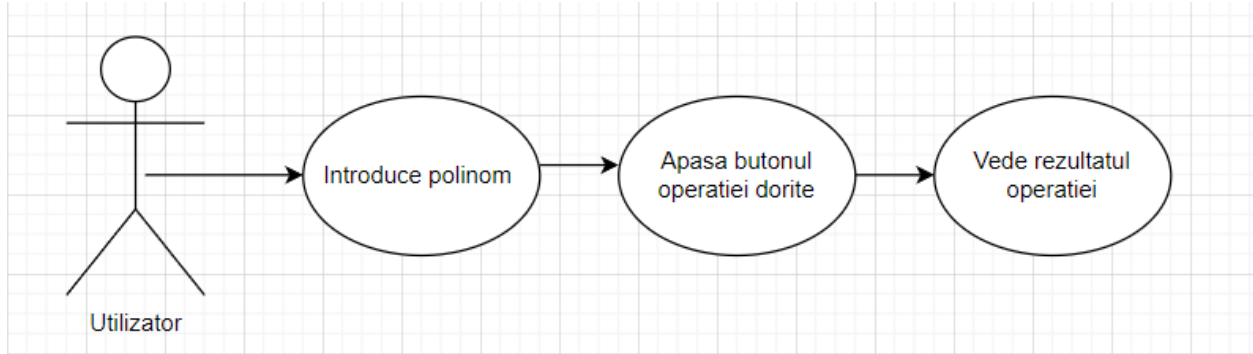 Introduce polinom
Apasa butonul
operatiei dorite
Vede rezultatul
operatiei
Utilizator